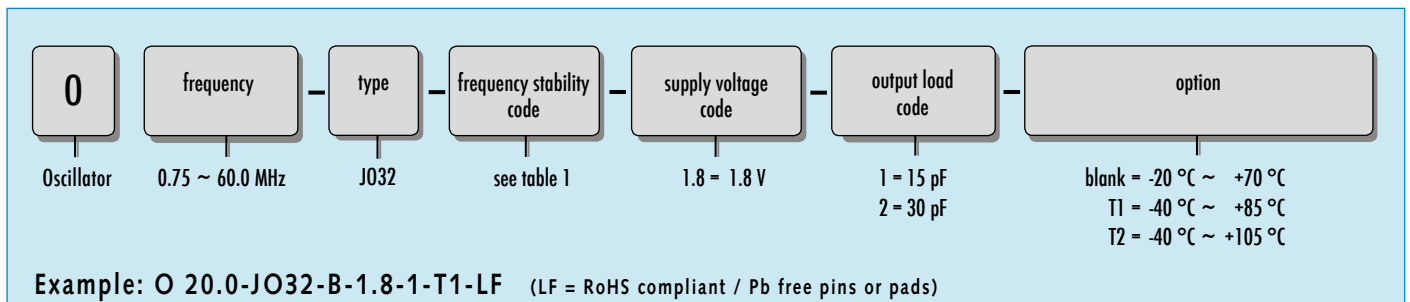 O
frequency
type
frequency stability
code
supply voltage
code
output load
code
option
Oscillator
0.75 ~ 60.0 MHz
JO32
see table 1
1.8 = 1.8 V
1 = 15 pF
2 = 30 pF
blank = -20 °C ~ +70 °C
T1 = -40 °C ~ +85 °C
T2 = -40 °C ~ +105 °C
Example: O 20.0-JO32-B-1.8-1-T1-LF (LF = RoHS compliant / Pb free pins or pads)